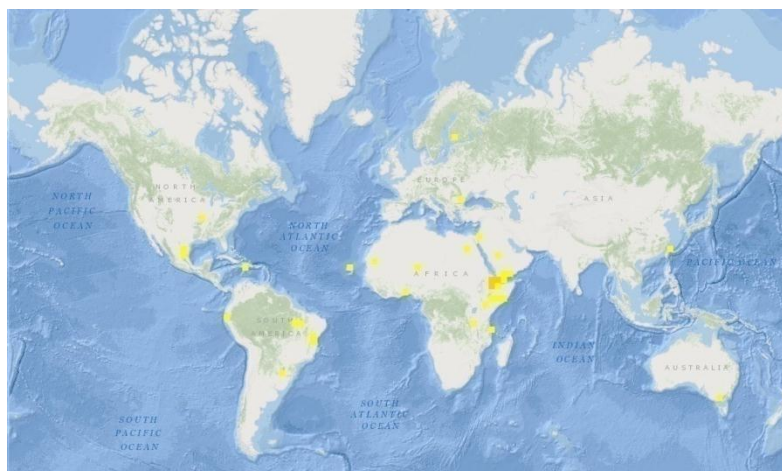 NORTH
AMERICA
EUROPE
ASIA
NORTH
PACIFIC
OCEAN
NORTH
ATLANTIC
OCEAN
AFRICA
PACIFIC OCEAN
SOUTH
AMERICA
INDIAN
OCEAN
AUSTRALIA
SOUTH
ATLANTIC
OCEAN
SOUTH
PACIFIC
OCEAN